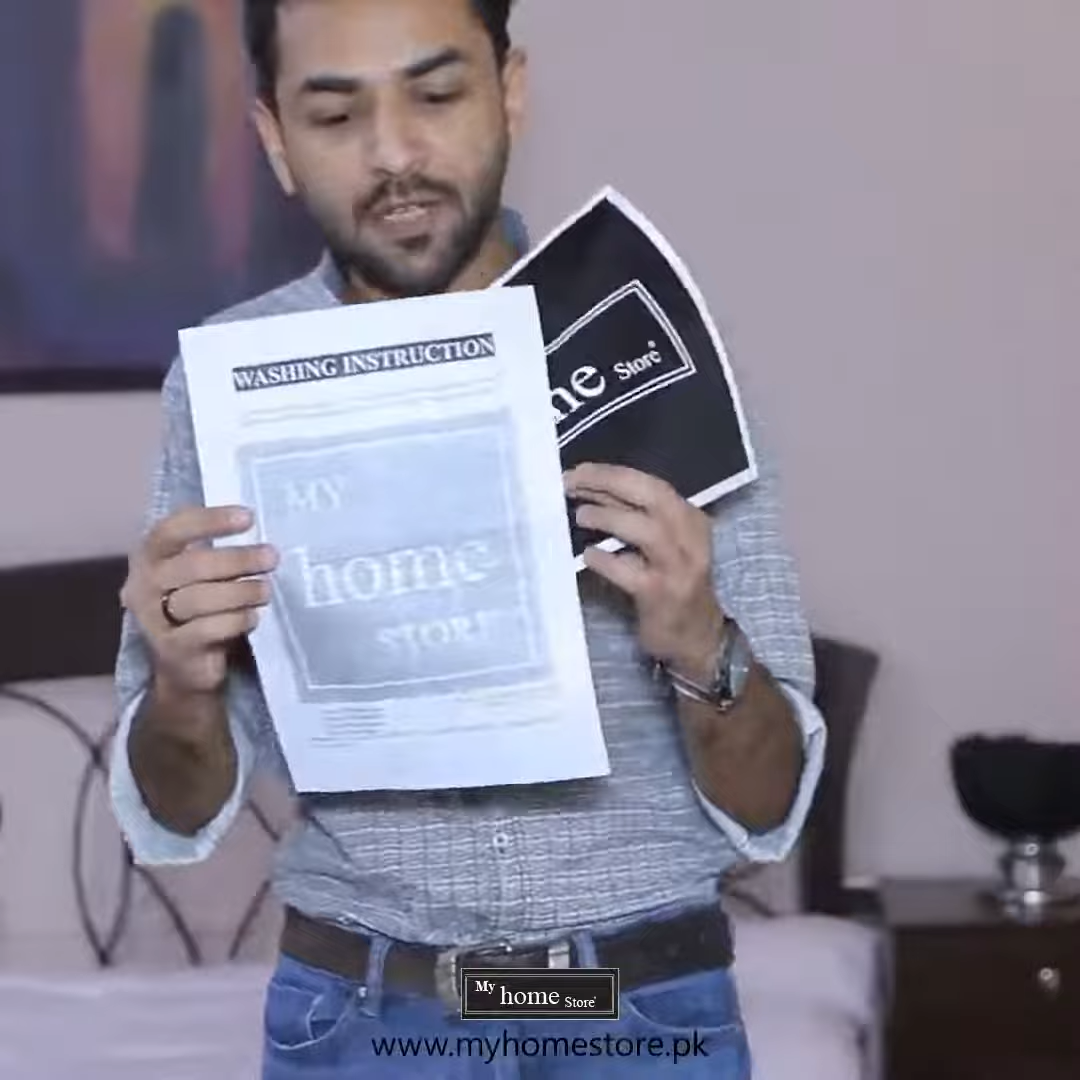 WASHING INSTRUCTION
MY
home
STORE
me Store
My home Store
www.myhomestore.pk